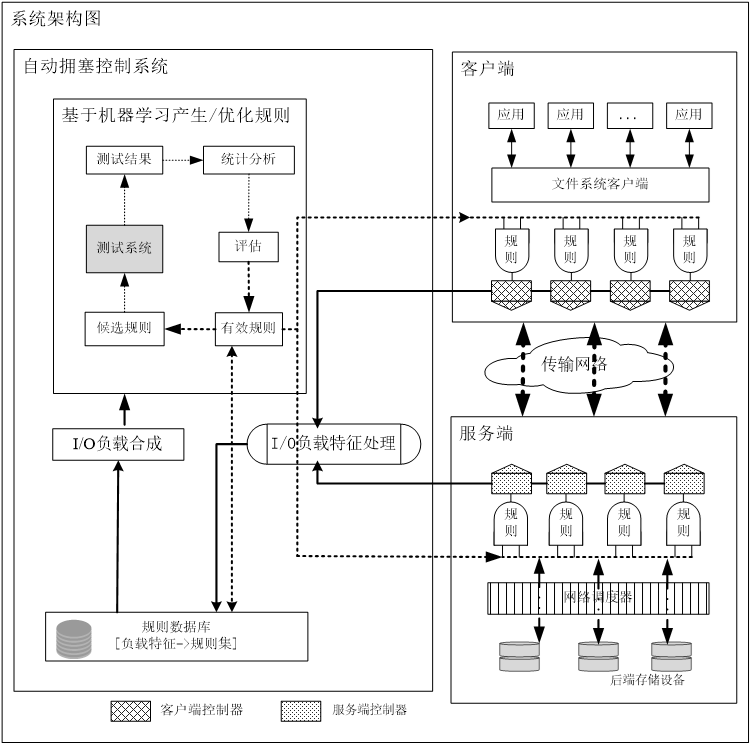 系统架构图
自动拥塞控制系统
基于机器学习产生/优化规则
测试结果
统计分析
测试系统
评估
候选规则
有效规则
I/O负载合成
I/O负载特征处理
规则数据库
[负载特征->规则集]
客户端
应用
应用
...
应用
文件系统客户端
规则
规则
规则
规则
传输网络
服务端
规则
规则
规则
规则
网络调度器
后端存储设备
客户端控制器
服务端控制器